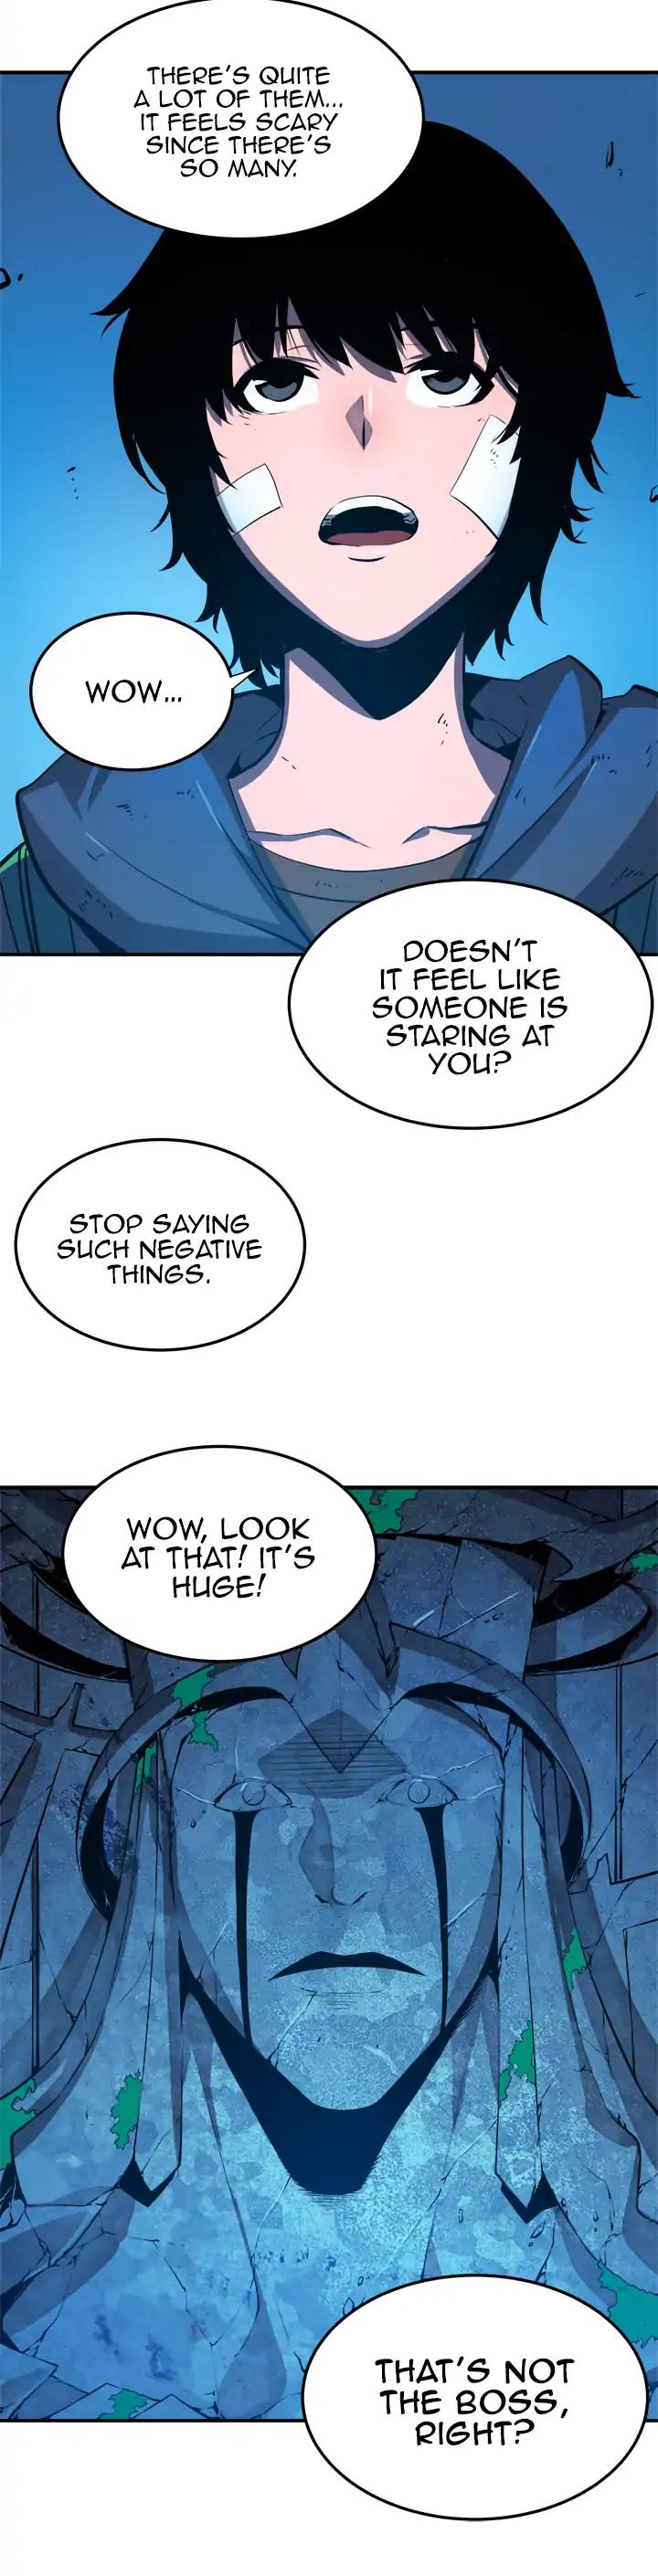 THERE'S QUITE
A LOT OF THEM...
IT FEELS SCARY
SINCE THERE'S
SO MANY.
WOW...
DOESN'T
IT FEEL LIKE
SOMEONE IS
STARING AT
YOU?
STOP SAYING
SUCH NEGATIVE
THINGS.
WOW, LOOK
AT THAT! IT'S
HUGE!
THAT'S NOT
THE BOSS,
RIGHT?